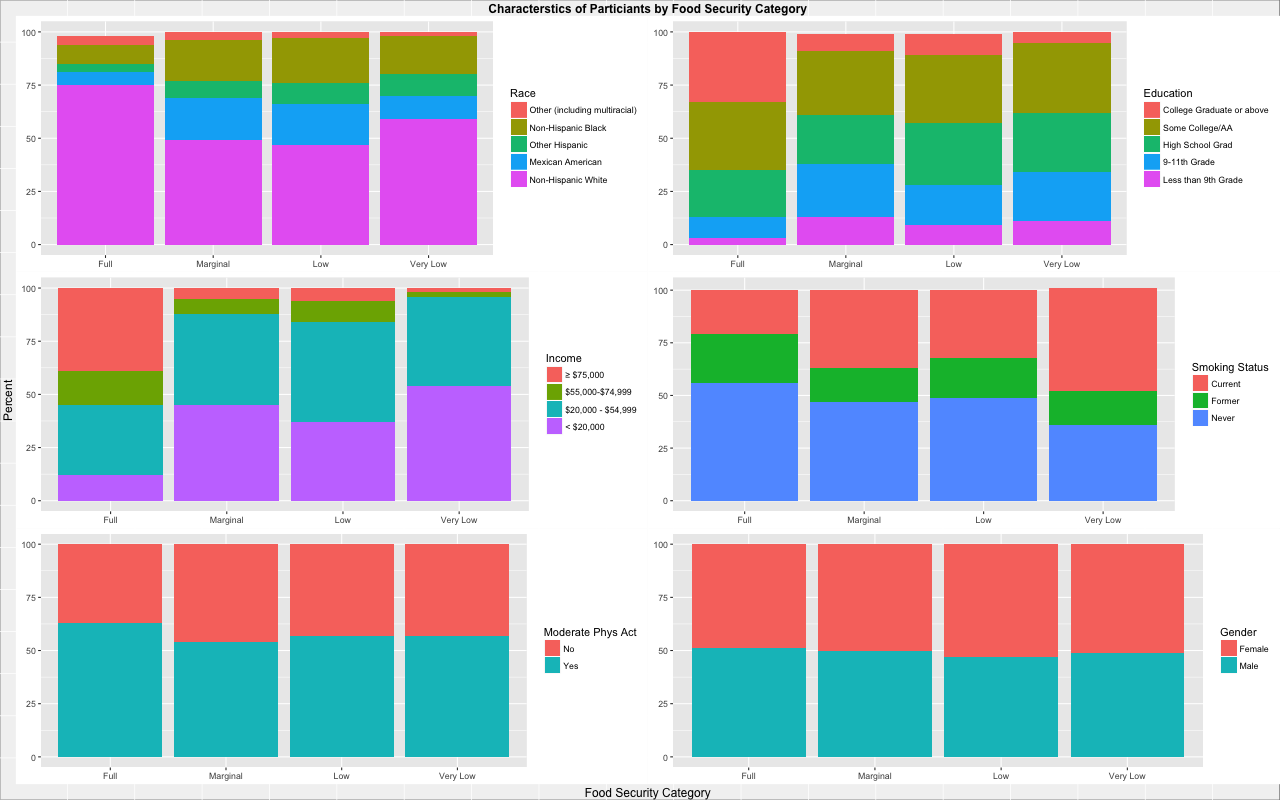 Characterstics of Particiants by Food Security Category
100
75
50
25
0
Full
Marginal
Low
Very Low
Race
Other (including multiracial)
Non-Hispanic Black
Other Hispanic
Mexican American
Non-Hispanic White
100
75
50
25
0
Full
Marginal
Low
Very Low
Education
College Graduate or above
Some College/AA
High School Grad
9-11th Grade
Less than 9th Grade
Percent
100
75
50
25
0
Full
Marginal
Low
Very Low
Income
≥ $75,000
$55,000-$74,999
$20,000 - $54,999
< $20,000
100
75
50
25
0
Full
Marginal
Low
Very Low
Smoking Status
Current
Former
Never
100
75
50
25
0
Full
Marginal
Low
Very Low
Moderate Phys Act
No
Yes
100
75
50
25
0
Full
Marginal
Low
Very Low
Gender
Female
Male
Food Security Category